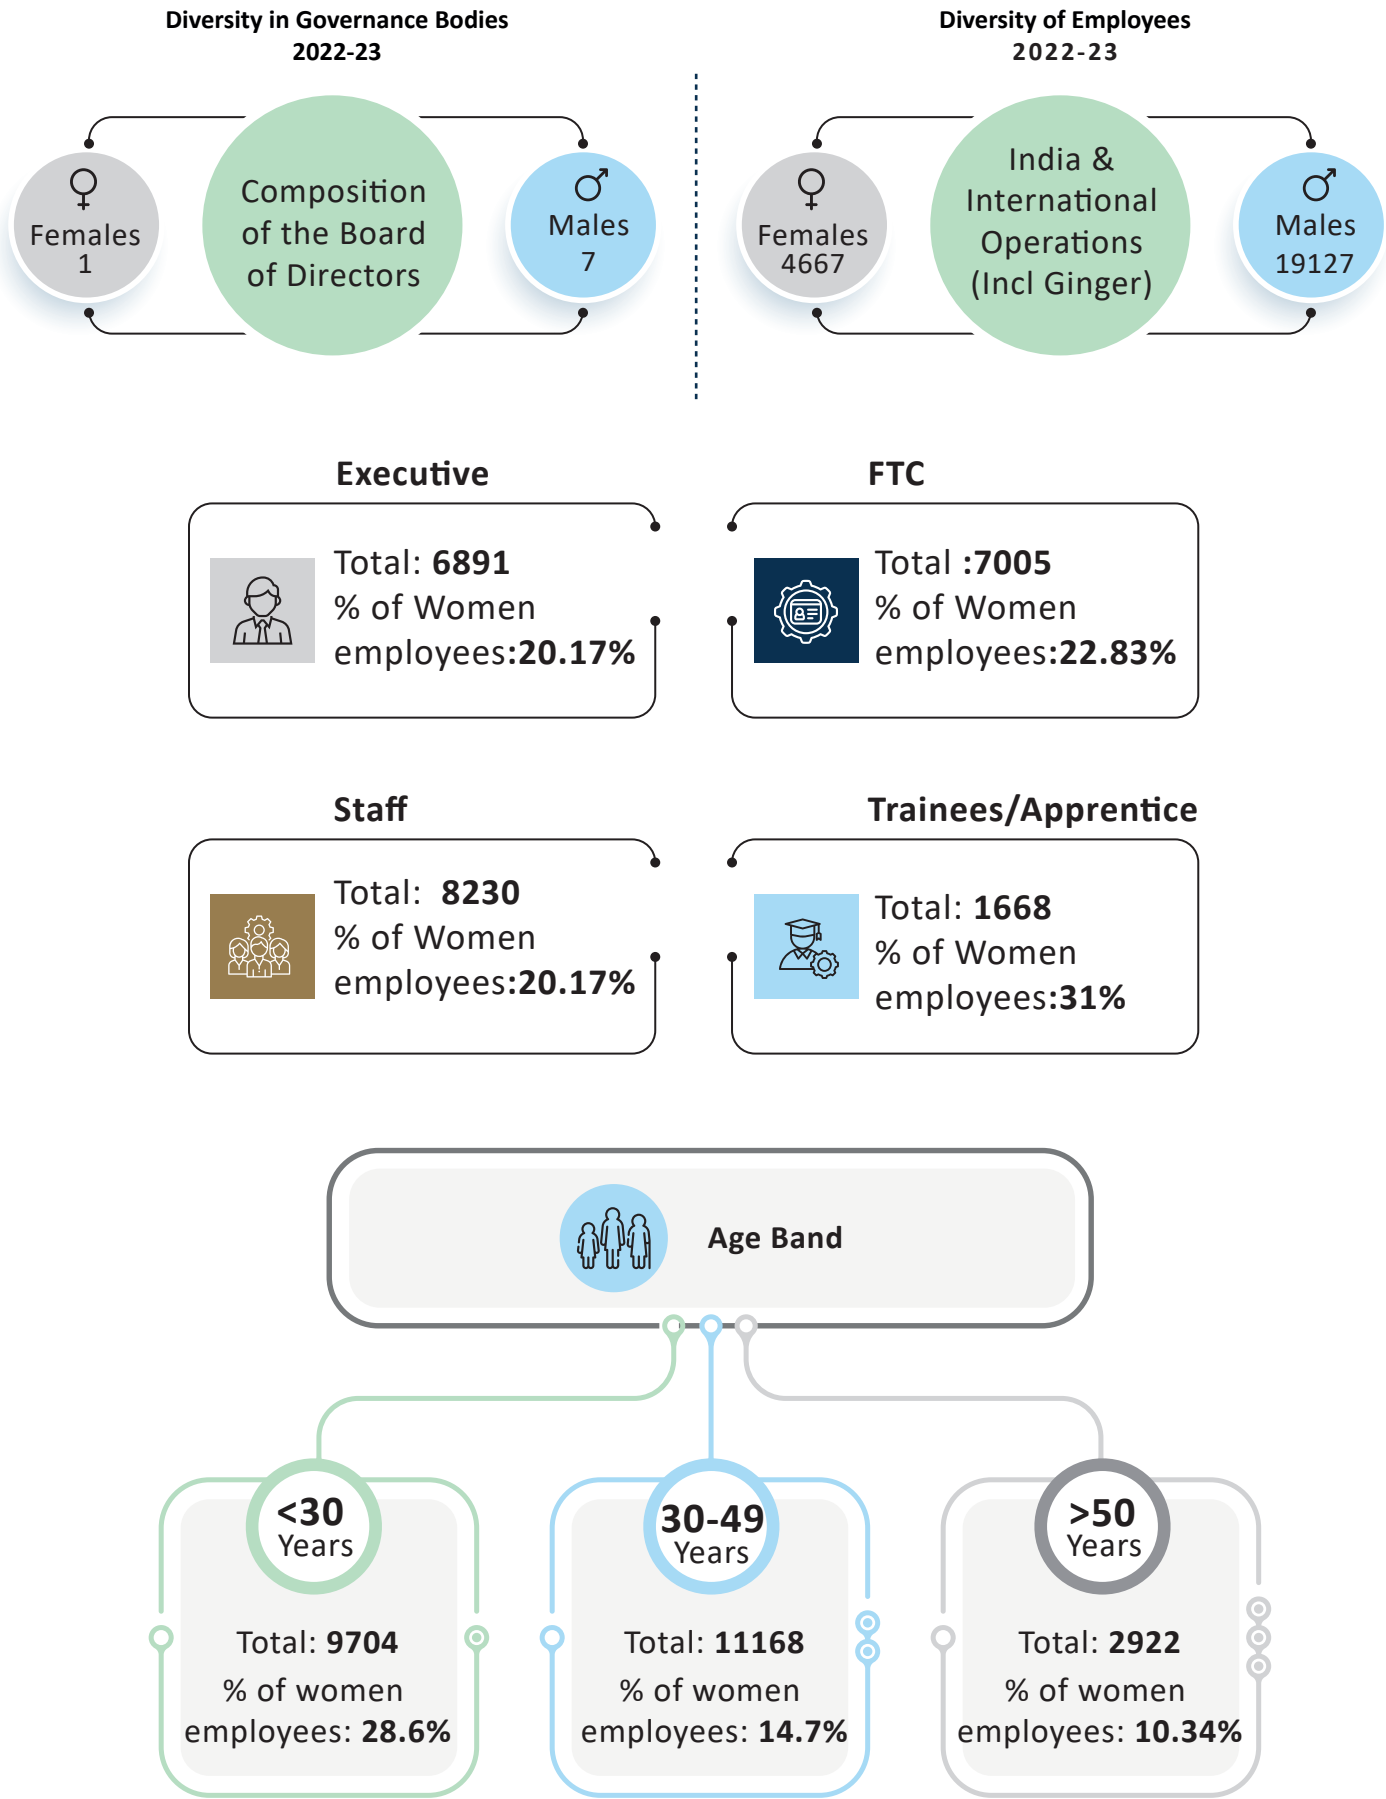 Diversity in Governance Bodies
2022-23
Females
1
Composition
of the Board
of Directors
Males
7
Diversity of Employees
2022-23
Females
4667
India &
International
Operations
(Incl Ginger)
Males
19127
Executive
Total: 6891
% of Women
employees:20.17%
FTC
Total :7005
% of Women
employees:22.83%
Staff
Total: 8230
% of Women
employees:20.17%
Trainees/Apprentice
Total: 1668
% of Women
employees:31%
Age Band
<30
Years
Total: 9704
% of women
employees: 28.6%
30-49
Years
Total: 11168
% of women
employees: 14.7%
>50
Years
Total: 2922
% of women
employees: 10.34%